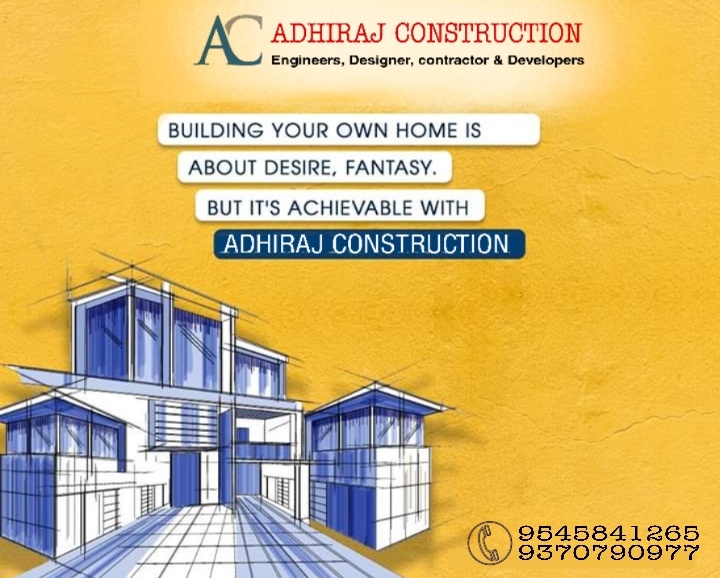 AC ADHIRAJ CONSTRUCTION
Engineers, Designer, contractor & Developers
BUILDING YOUR OWN HOME IS
ABOUT DESIRE, FANTASY.
BUT IT'S ACHIEVABLE WITH
ADHIRAJ CONSTRUCTION
9545841265
9370790977